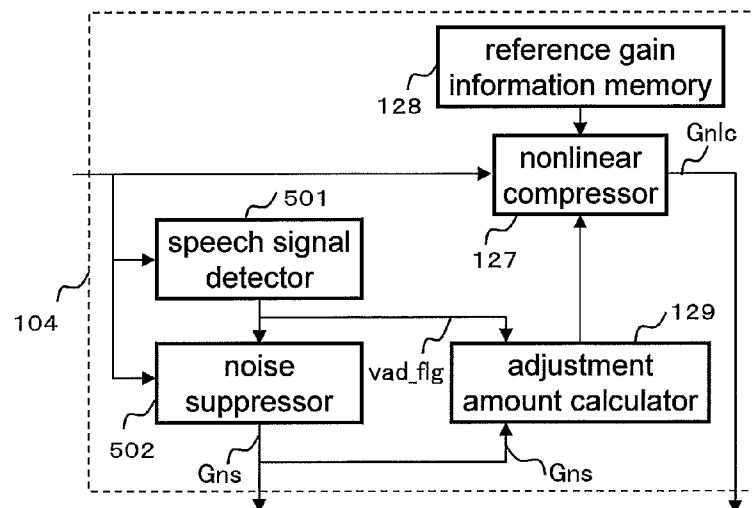 reference gain
information memory
128
Gnlc
nonlinear
compressor
127
501
speech signal
detector
104
129
vad_flg
noise
suppressor
adjustment
amount calculator
502
Gns
Gns